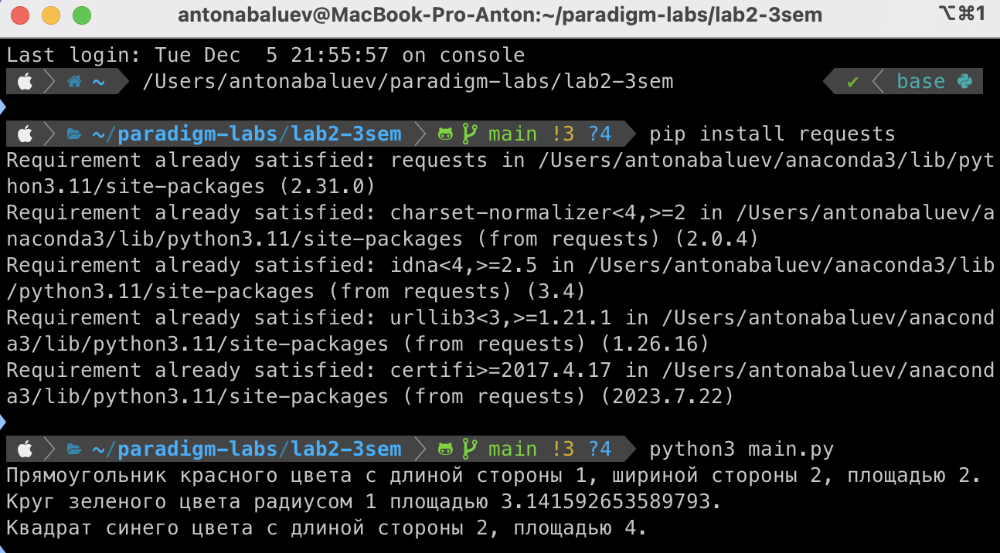 antonabaluev@MacBook-Pro-Anton:~/paradigm-labs/lab2-3sem ⌥⌘1
Last login: Tue Dec  5 21:55:57 on console
~ /Users/antonabaluev/paradigm-labs/lab2-3sem ✔ base
~/paradigm-labs/lab2-3sem main !3 ?4 pip install requests
Requirement already satisfied: requests in /Users/antonabaluev/anaconda3/lib/pyt
hon3.11/site-packages (2.31.0)
Requirement already satisfied: charset-normalizer<4,>=2 in /Users/antonabaluev/a
naconda3/lib/python3.11/site-packages (from requests) (2.0.4)
Requirement already satisfied: idna<4,>=2.5 in /Users/antonabaluev/anaconda3/lib
/python3.11/site-packages (from requests) (3.4)
Requirement already satisfied: urllib3<3,>=1.21.1 in /Users/antonabaluev/anacond
a3/lib/python3.11/site-packages (from requests) (1.26.16)
Requirement already satisfied: certifi>=2017.4.17 in /Users/antonabaluev/anacond
a3/lib/python3.11/site-packages (from requests) (2023.7.22)
~/paradigm-labs/lab2-3sem main !3 ?4 python3 main.py
Прямоугольник красного цвета с длиной стороны 1, шириной стороны 2, площадью 2.
Круг зеленого цвета радиусом 1 площадью 3.141592653589793.
Квадрат синего цвета с длиной стороны 2, площадью 4.